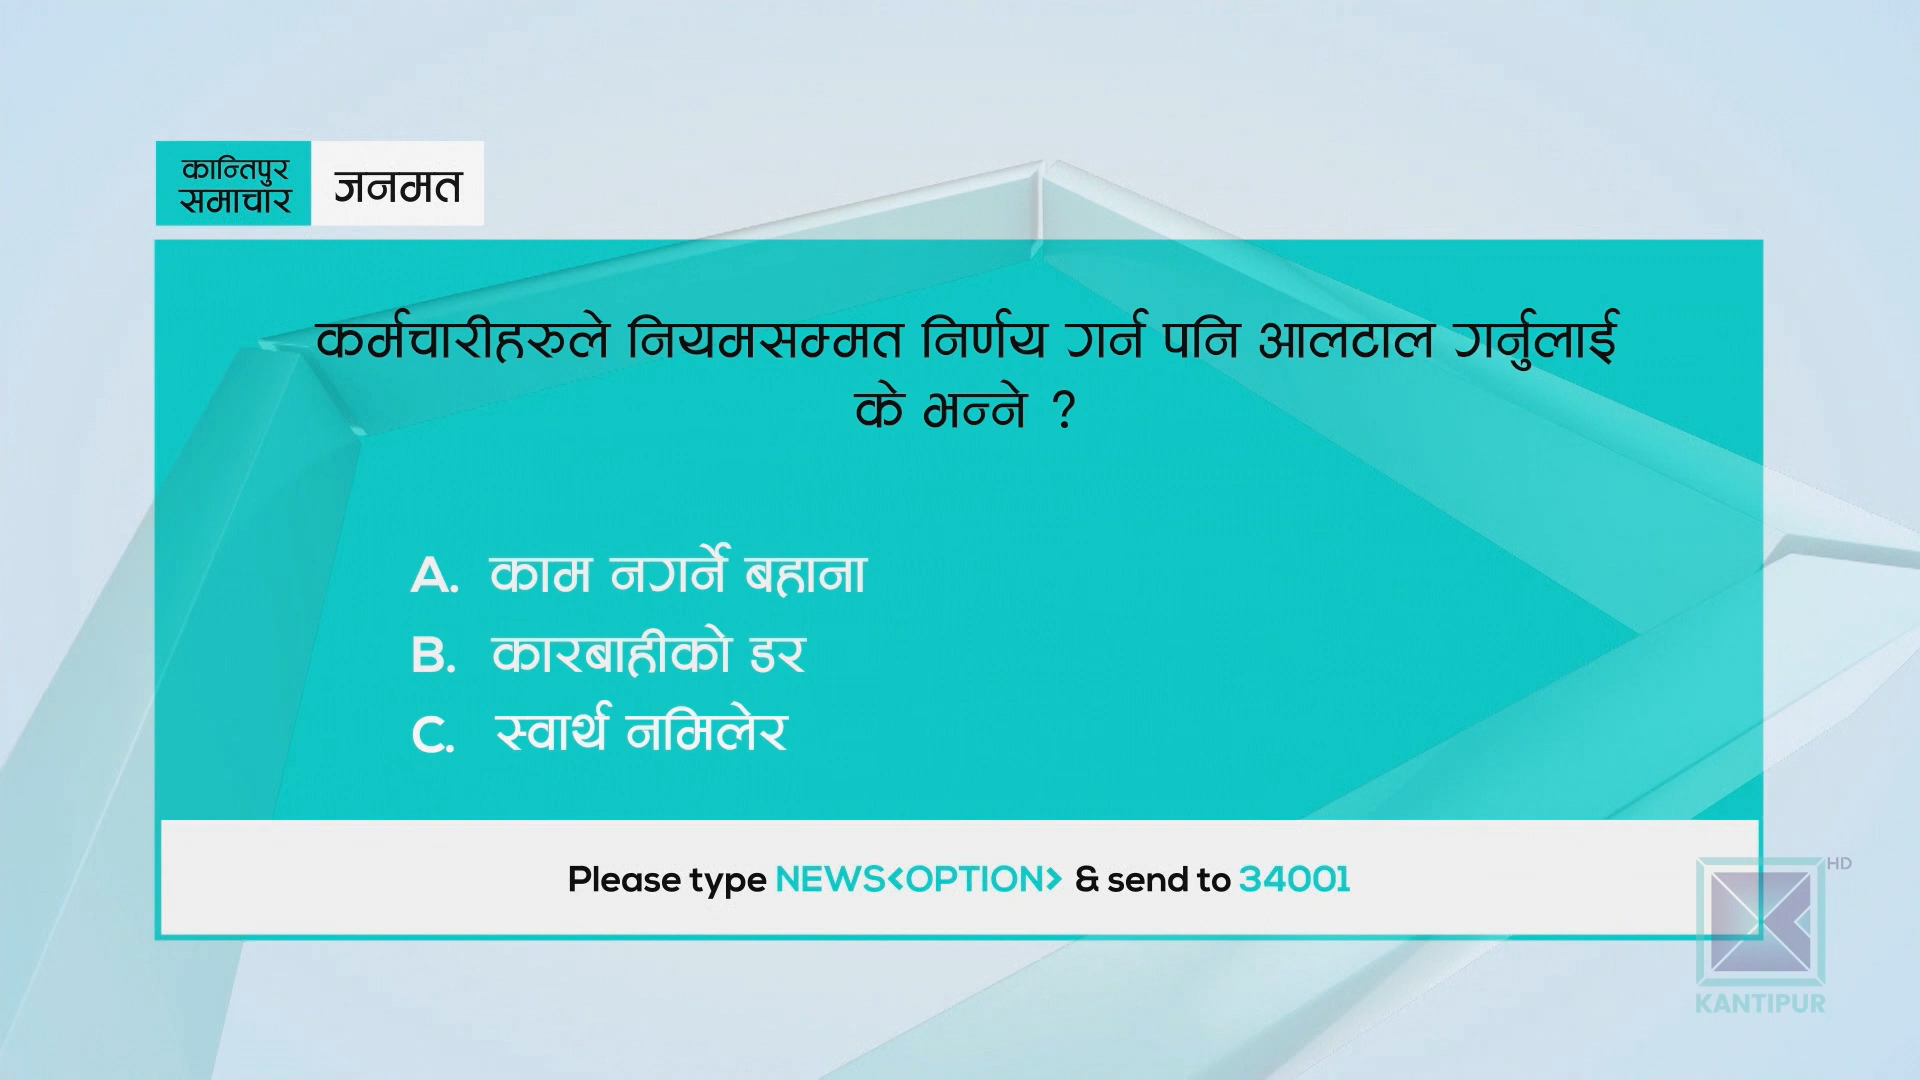 कान्तिपुर
समाचार
जनमत
कर्मचारीहरुले नियमसम्मत निर्णय गर्न पनि आलटाल गर्नुलाई
के भन्ने ?
A. काम नगर्ने बहाना
B. कारबाहीको डर
C. स्वार्थ नमिलेर
Please type NEWS<OPTION> & send to 34001
HD
KANTIPUR